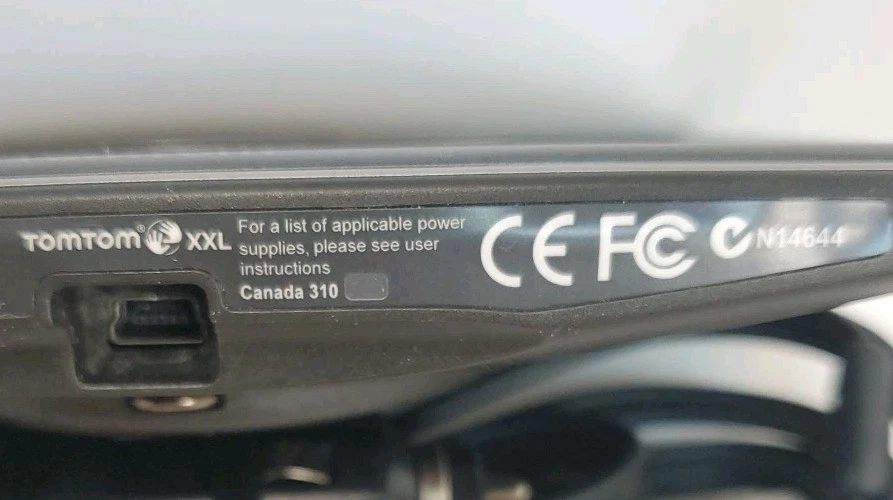 TOMTOM® XXL
For a list of applicable power
supplies, please see user
instructions
Canada 310
CE FC N14644